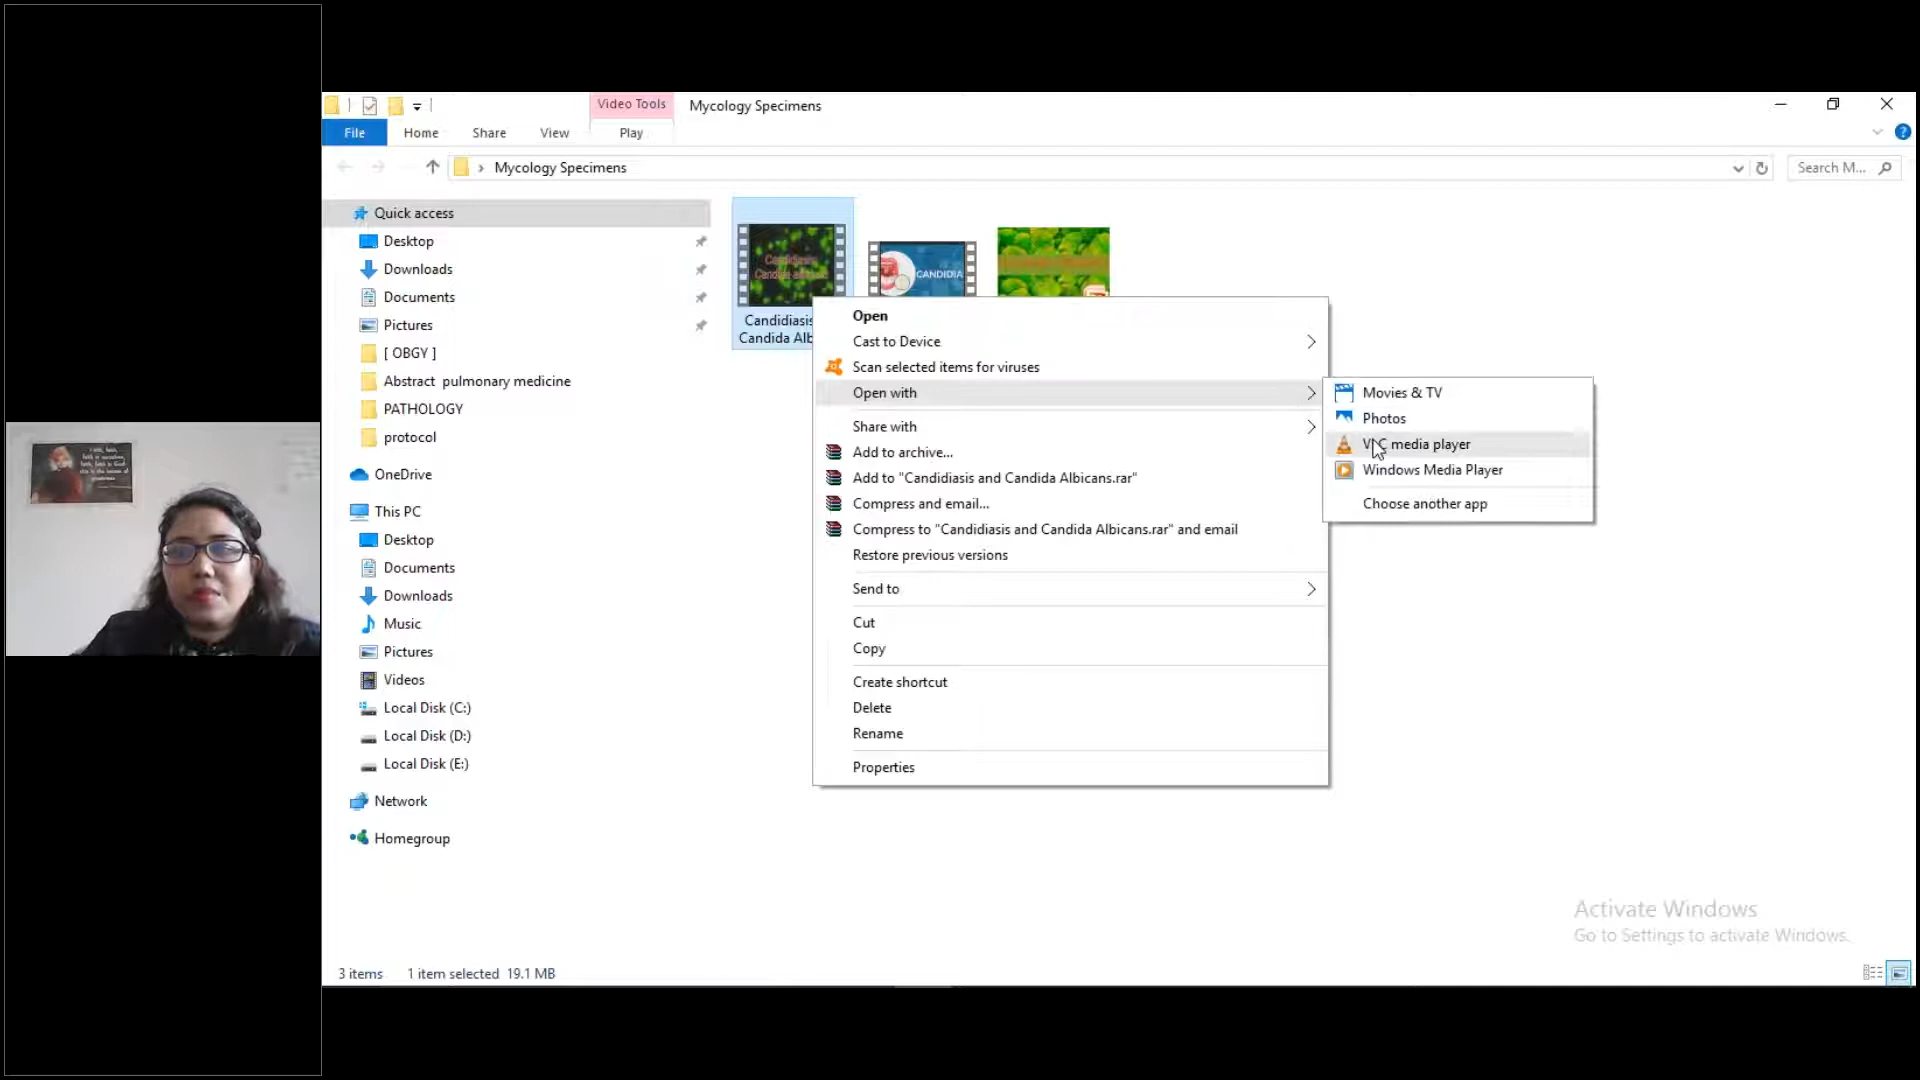 Video Tools
Mycology Specimens
File
Home
Share
View
Play
Mycology Specimens
Search M...
Quick access
Desktop
Downloads
Documents
Pictures
[ OBGY ]
Abstract pulmonary medicine
PATHOLOGY
protocol
OneDrive
This PC
Desktop
Documents
Downloads
Music
Pictures
Videos
Local Disk (C:)
Local Disk (D:)
Local Disk (E:)
Network
Homegroup
CANDIDIA
Candidiasis
Candida Alb
Open
Cast to Device
Scan selected items for viruses
Open with
Share with
Add to archive...
Add to "Candidiasis and Candida Albicans.rar"
Compress and email...
Compress to "Candidiasis and Candida Albicans.rar" and email
Restore previous versions
Send to
Cut
Copy
Create shortcut
Delete
Rename
Properties
Movies & TV
Photos
VLC media player
Windows Media Player
Choose another app
Activate Windows
Go to Settings to activate Windows.
3 items 1 item selected 19.1 MB